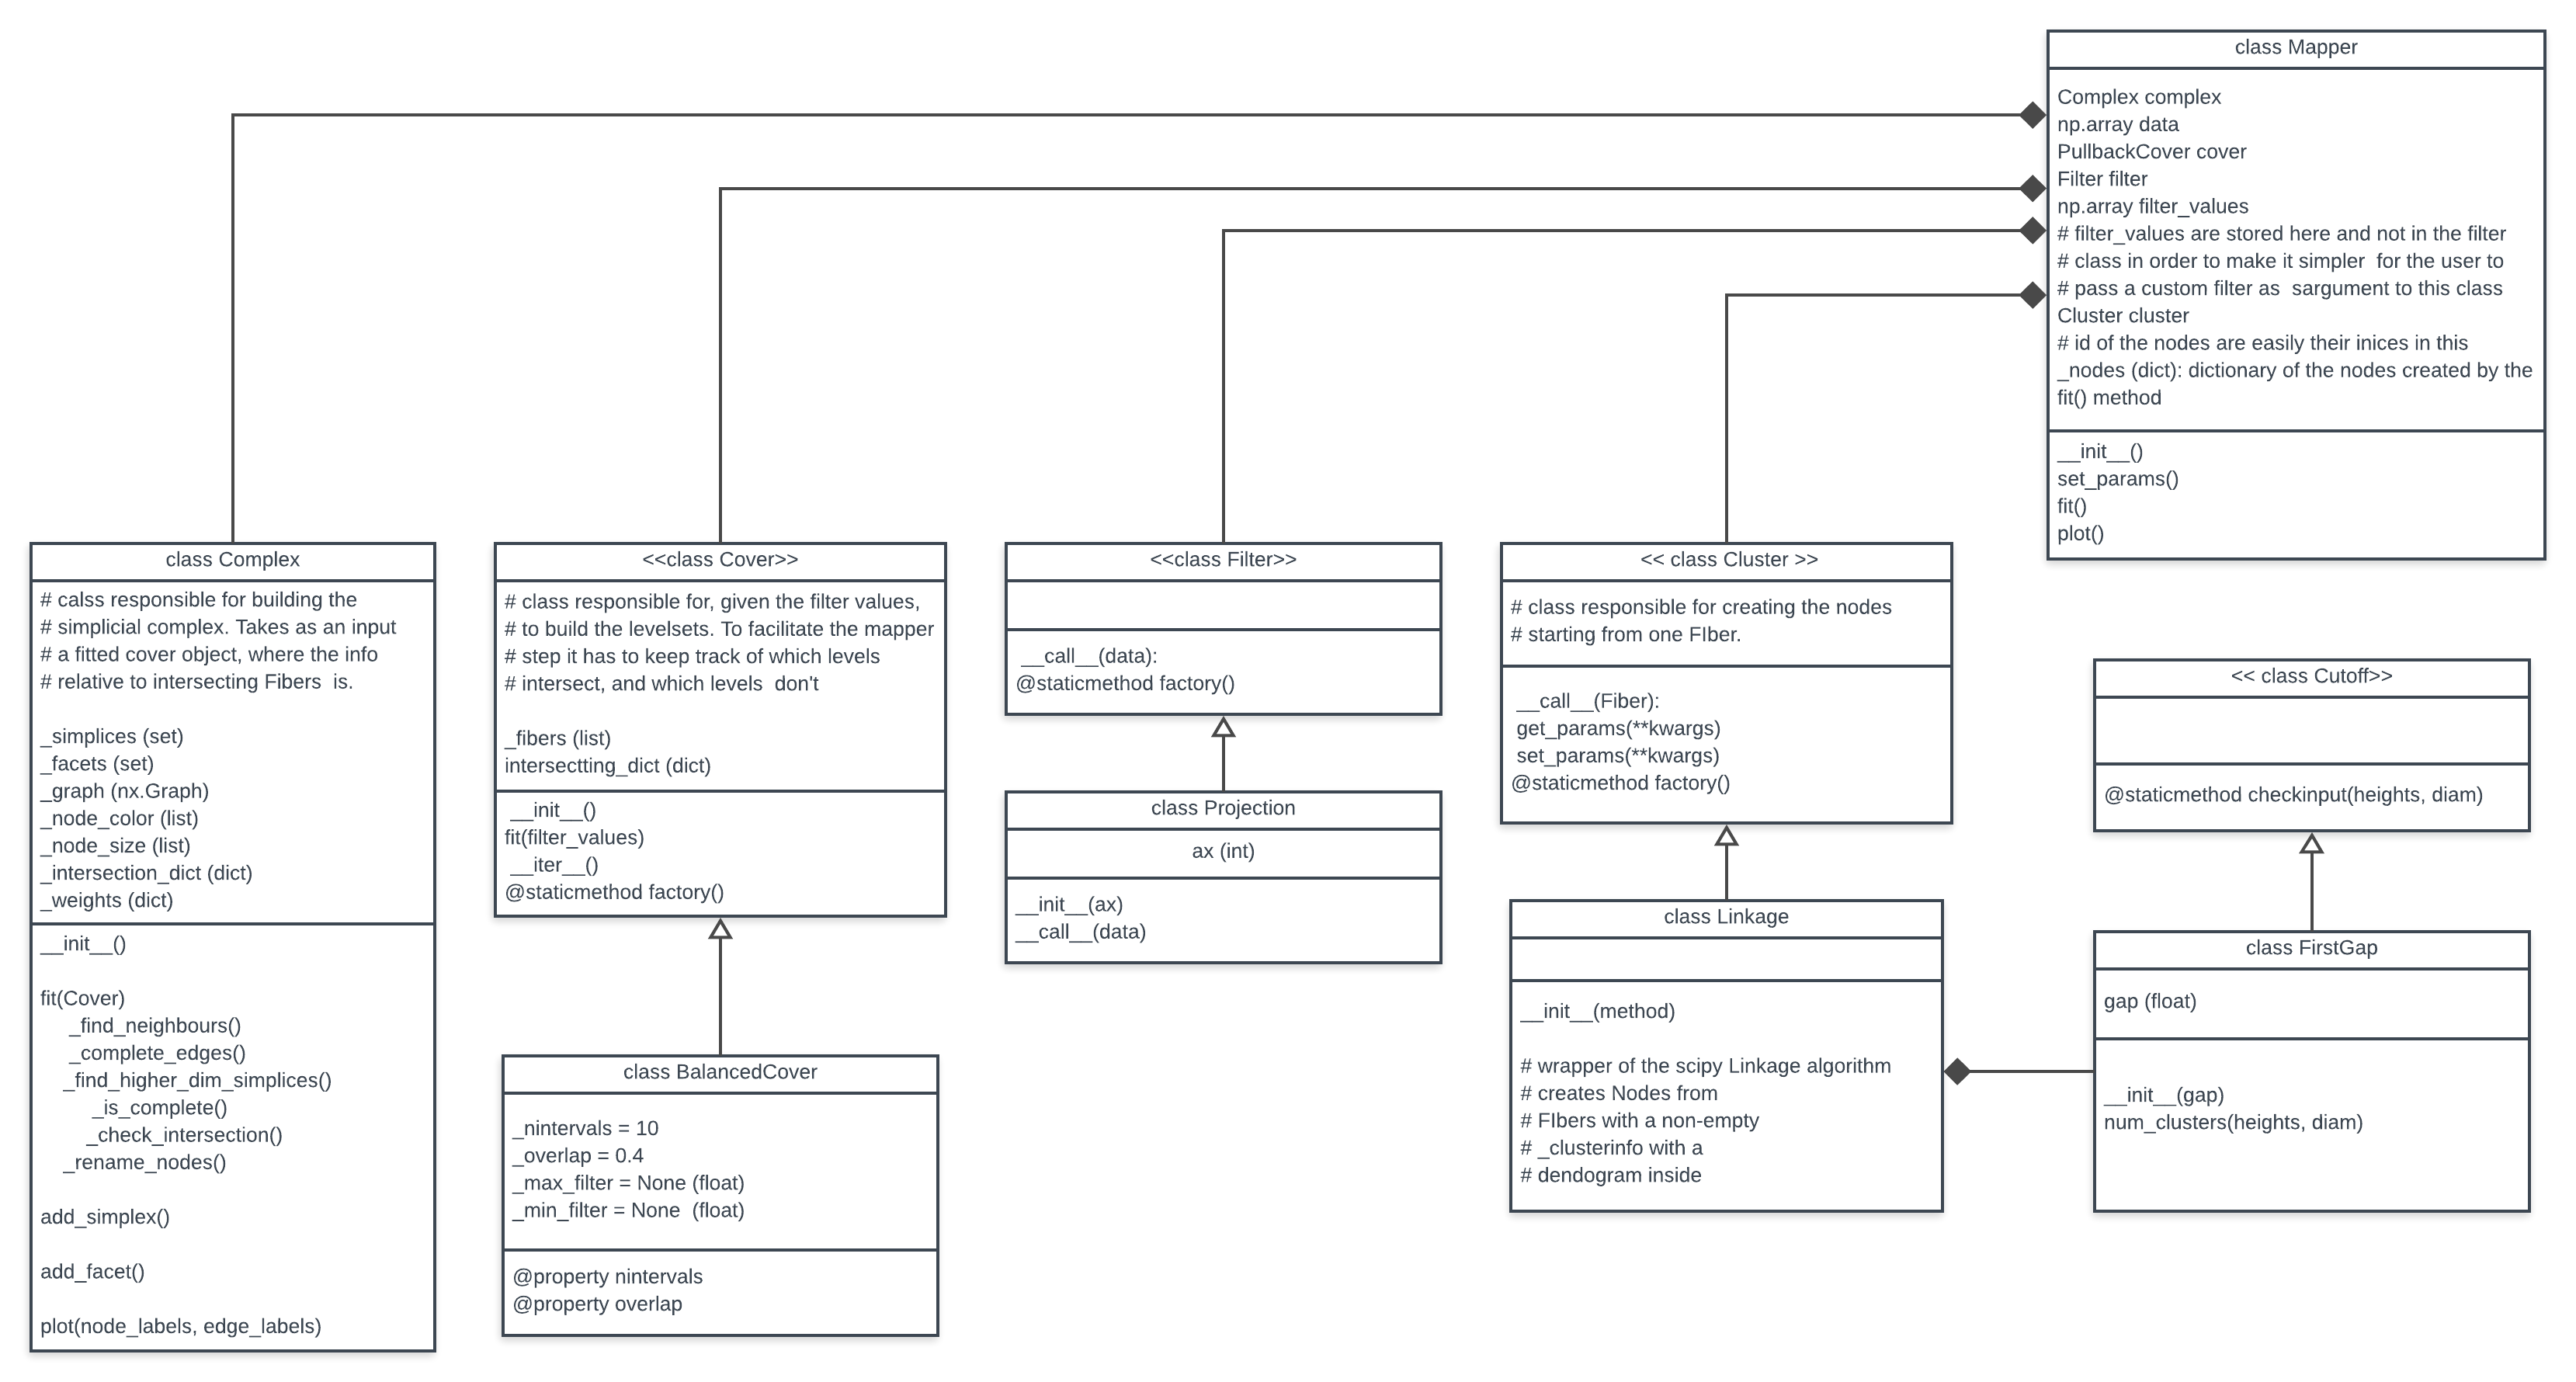 class Mapper
Complex complex
np.array data
PullbackCover cover
Filter filter
np.array filter_values
# filter_values are stored here and not in the filter
# class in order to make it simpler  for the user to
# pass a custom filter as  sargument to this class
Cluster cluster
# id of the nodes are easily their inices in this
_nodes (dict): dictionary of the nodes created by the
fit() method
__init__()
set_params()
fit()
plot()
class Complex
# calss responsible for building the
# simplicial complex. Takes as an input
# a fitted cover object, where the info
# relative to intersecting Fibers  is.
_simplices (set)
_facets (set)
_graph (nx.Graph)
_node_color (list)
_node_size (list)
_intersection_dict (dict)
_weights (dict)
__init__()
fit(Cover)
_find_neighbours()
_complete_edges()
_find_higher_dim_simplices()
_is_complete()
_check_intersection()
_rename_nodes()
add_simplex()
add_facet()
plot(node_labels, edge_labels)
<<class Cover>>
# class responsible for, given the filter values,
# to build the levelsets. To facilitate the mapper
# step it has to keep track of which levels
# intersect, and which levels  don't
_fibers (list)
intersectting_dict (dict)
__init__()
fit(filter_values)
__iter__()
@staticmethod factory()
class BalancedCover
_nintervals = 10
_overlap = 0.4
_max_filter = None (float)
_min_filter = None  (float)
@property nintervals
@property overlap
<<class Filter>>
__call__(data):
@staticmethod factory()
class Projection
ax (int)
__init__(ax)
__call__(data)
<< class Cluster >>
# class responsible for creating the nodes
# starting from one FIber.
__call__(Fiber):
get_params(**kwargs)
set_params(**kwargs)
@staticmethod factory()
class Linkage
__init__(method)
# wrapper of the scipy Linkage algorithm
# creates Nodes from
# FIbers with a non-empty
# _clusterinfo with a
# dendogram inside
<< class Cutoff>>
@staticmethod checkinput(heights, diam)
class FirstGap
gap (float)
__init__(gap)
num_clusters(heights, diam)